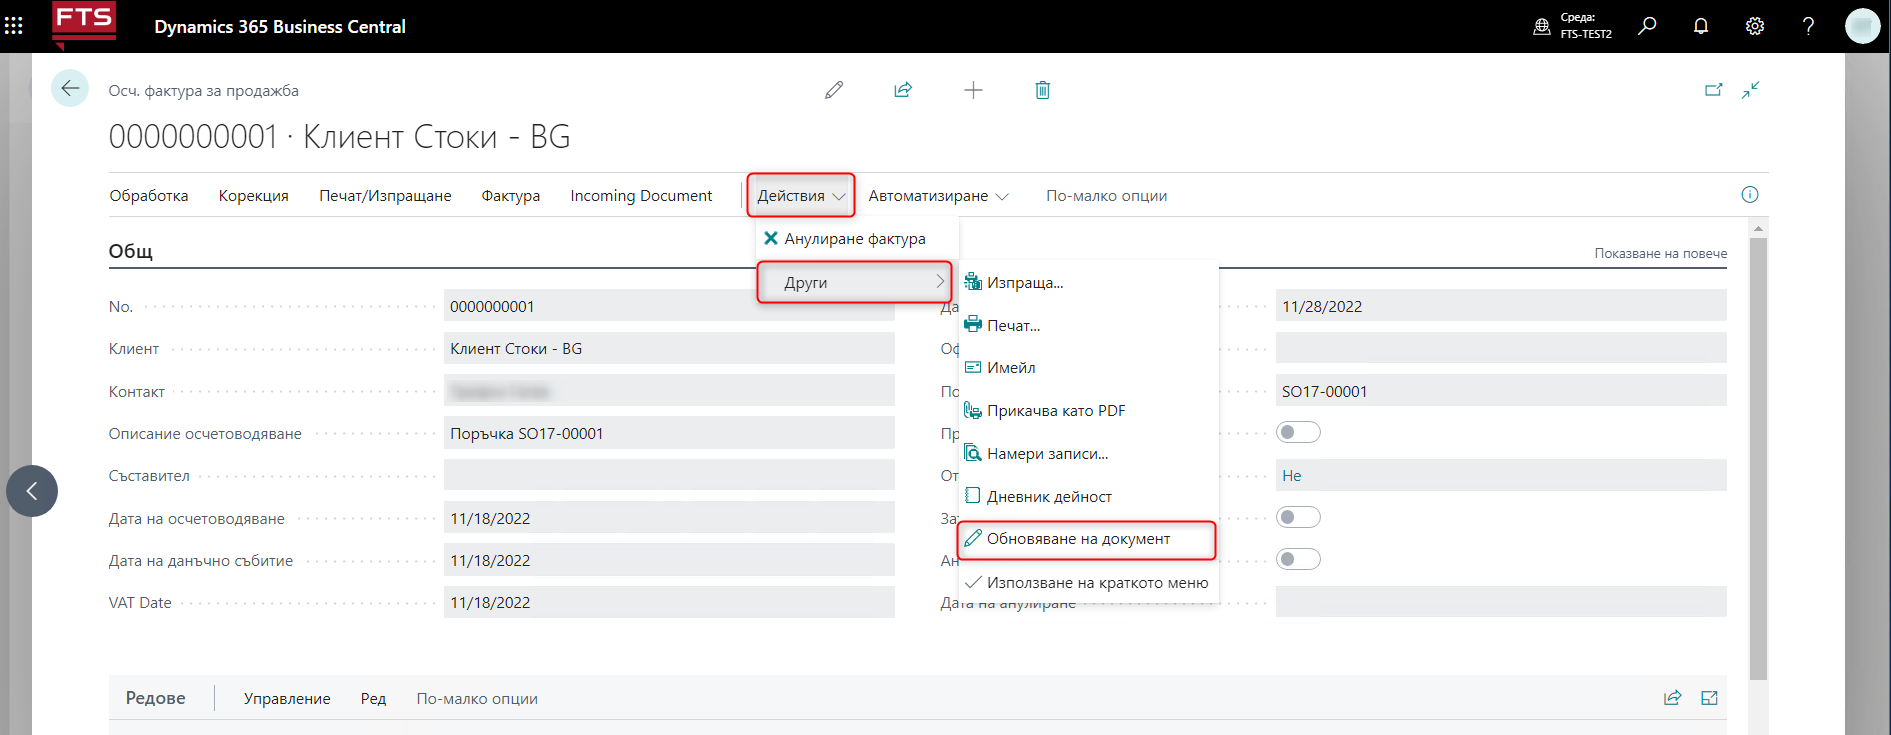 FTS
Dynamics 365 Business Central
Среда:
FTS-TEST2
Осч. фактура за продажба
0000000001 · Клиент Стоки - BG
Обработка Корекция Печат/Изпращане Фактура Incoming Document Действия Автоматизиране По-малко опции
Анулиране фактура
Други
Изпраща...
Печат...
Имейл
Прикачва като PDF
Намери записи...
Дневник дейност
Обновяване на документ
Използване на краткото меню
Общ
Показване на повече
No. 0000000001
Клиент Клиент Стоки - BG
Контакт
Описание осчетоводяване Поръчка SO17-00001
Съставител
Дата на осчетоводяване 11/18/2022
Дата на данъчно събитие 11/18/2022
VAT Date 11/18/2022
Да 11/28/2022
Оф
По SO17-00001
Пр
От Не
За
Ан
Дата на анулиране
Редове Управление Ред По-малко опции